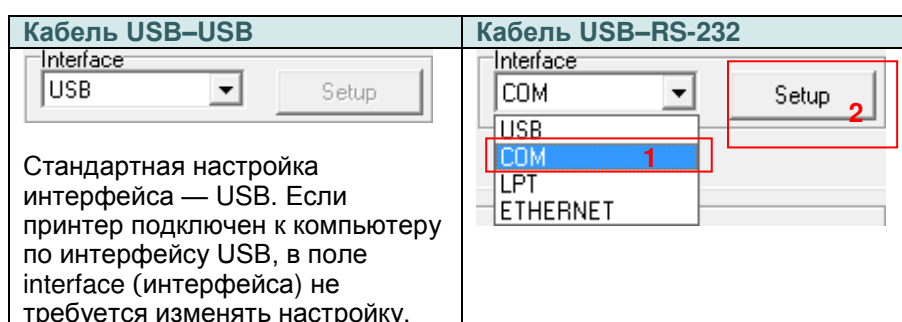 Кабель USB–USB
Interface
USB
Setup
Стандартная настройка
интерфейса — USB. Если
принтер подключен к компьютеру
по интерфейсу USB, в поле
interface (интерфейса) не
требуется изменять настройку.
Кабель USB–RS-232
Interface
COM
Setup
2
USB
COM 1
LPT
ETHERNET